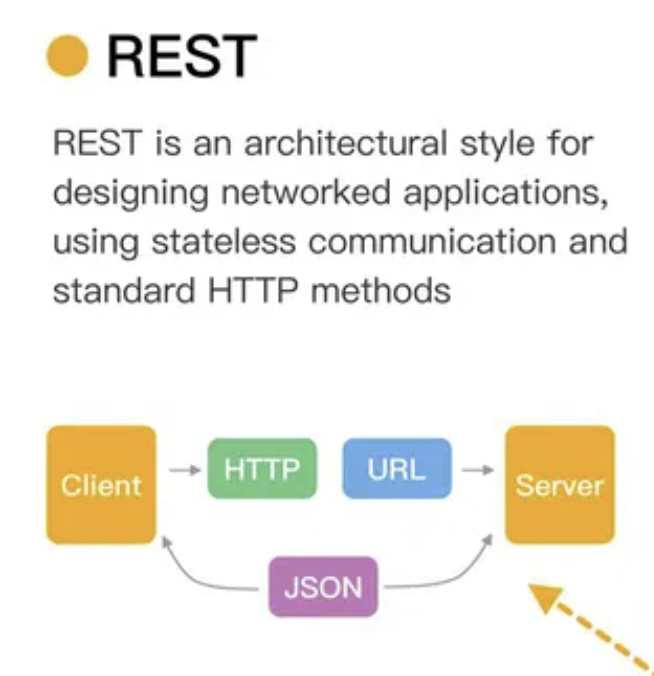 REST
REST is an architectural style for
designing networked applications,
using stateless communication and
standard HTTP methods
Client
HTTP
URL
Server
JSON